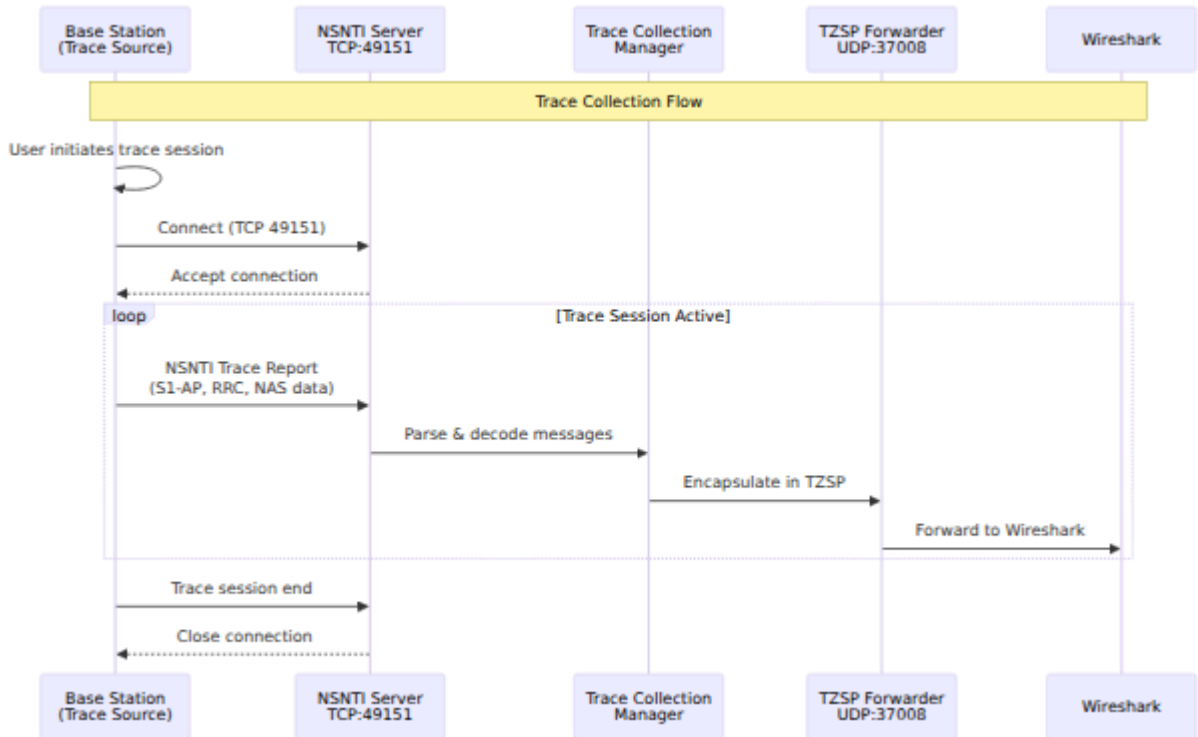 Base Station
(Trace Source)
NSNTI Server
TCP:49151
Trace Collection
Manager
TZSP Forwarder
UDP:37008
Wireshark
Trace Collection Flow
User initiates trace session
Connect (TCP 49151)
Accept connection
loop
[Trace Session Active]
NSNTI Trace Report
(S1-AP, RRC, NAS data)
Parse & decode messages
Encapsulate in TZSP
Forward to Wireshark
Trace session end
Close connection
Base Station
(Trace Source)
NSNTI Server
TCP:49151
Trace Collection
Manager
TZSP Forwarder
UDP:37008
Wireshark